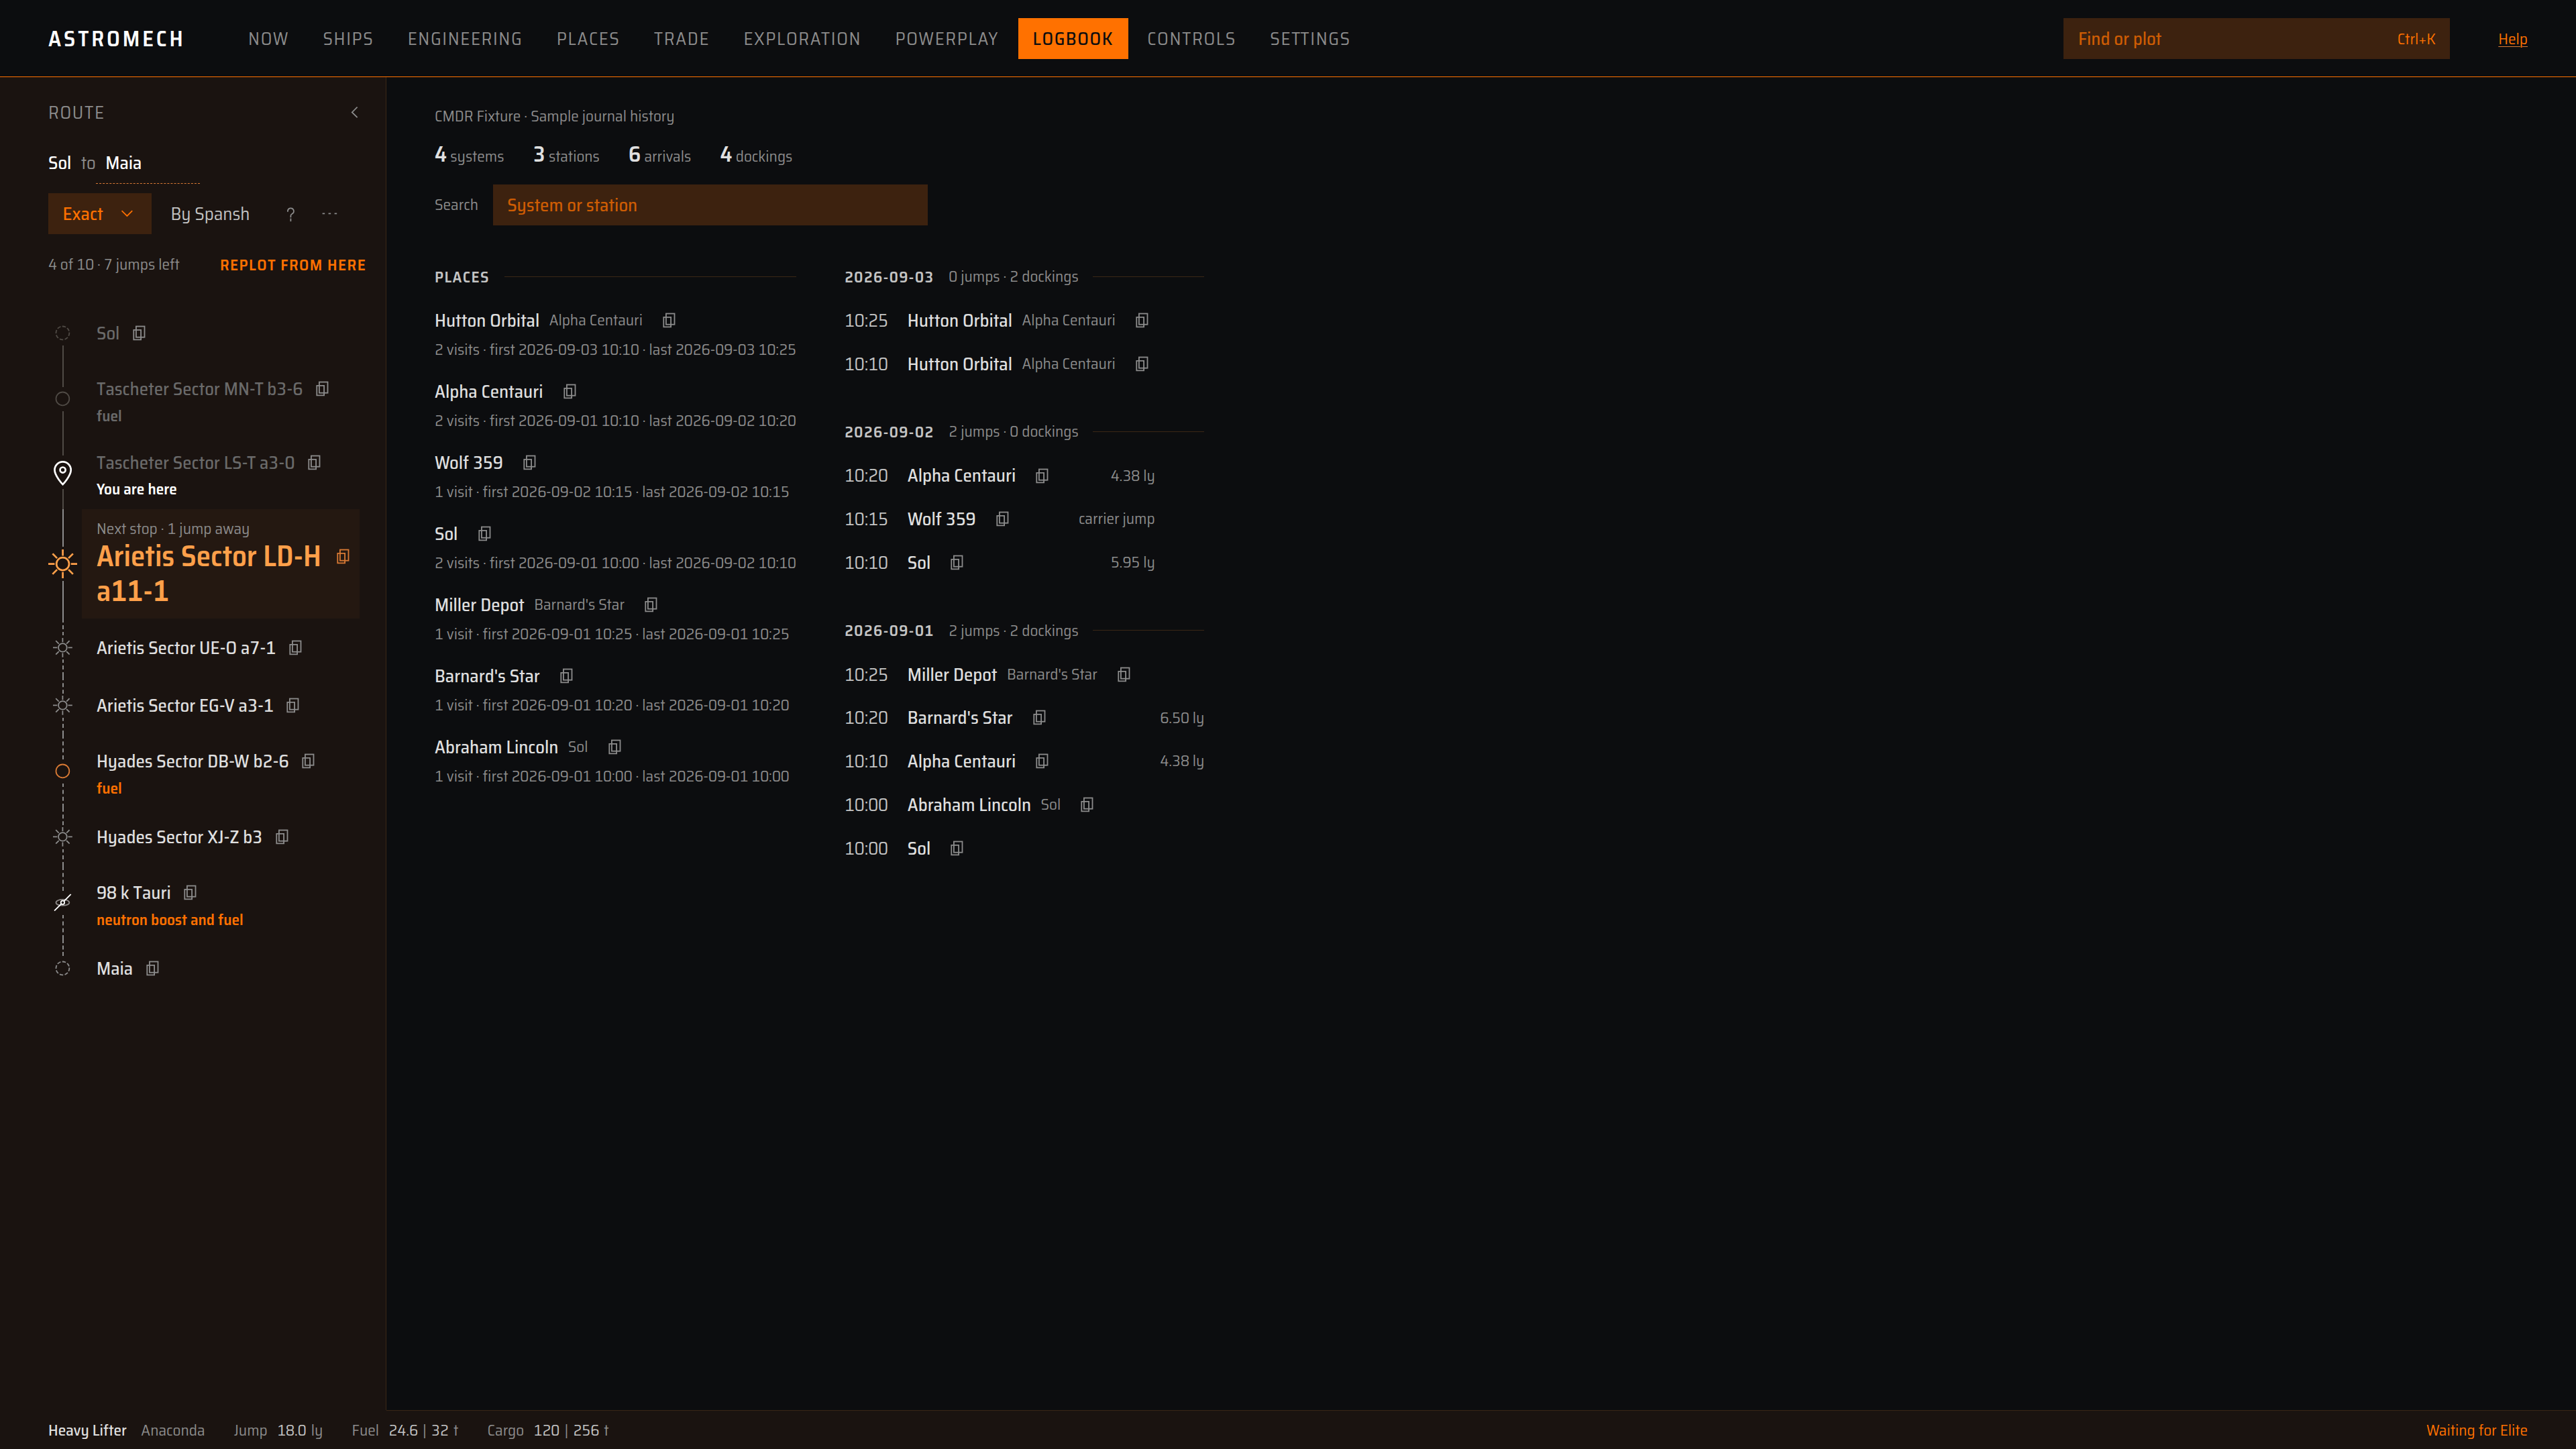 ASTROMECH NOW SHIPS ENGINEERING PLACES TRADE EXPLORATION POWERPLAY LOGBOOK CONTROLS SETTINGS Find or plot Ctrl+K Help
ROUTE
Sol to Maia
Exact By Spansh ? ...
4 of 10 · 7 jumps left REPLOT FROM HERE
Sol
Tascheter Sector MN-T b3-6
fuel
Tascheter Sector LS-T a3-0
You are here
Next stop · 1 jump away
Arietis Sector LD-H
a11-1
Arietis Sector UE-O a7-1
Arietis Sector EG-V a3-1
Hyades Sector DB-W b2-6
fuel
Hyades Sector XJ-Z b3
98 k Tauri
neutron boost and fuel
Maia
CMDR Fixture · Sample journal history
4 systems 3 stations 6 arrivals 4 dockings
Search System or station
PLACES
Hutton Orbital Alpha Centauri
2 visits · first 2026-09-03 10:10 · last 2026-09-03 10:25
Alpha Centauri
2 visits · first 2026-09-01 10:10 · last 2026-09-02 10:20
Wolf 359
1 visit · first 2026-09-02 10:15 · last 2026-09-02 10:15
Sol
2 visits · first 2026-09-01 10:00 · last 2026-09-02 10:10
Miller Depot Barnard's Star
1 visit · first 2026-09-01 10:25 · last 2026-09-01 10:25
Barnard's Star
1 visit · first 2026-09-01 10:20 · last 2026-09-01 10:20
Abraham Lincoln Sol
1 visit · first 2026-09-01 10:00 · last 2026-09-01 10:00
2026-09-03 0 jumps · 2 dockings
10:25 Hutton Orbital Alpha Centauri
10:10 Hutton Orbital Alpha Centauri
2026-09-02 2 jumps · 0 dockings
10:20 Alpha Centauri 4.38 ly
10:15 Wolf 359 carrier jump
10:10 Sol 5.95 ly
2026-09-01 2 jumps · 2 dockings
10:25 Miller Depot Barnard's Star
10:20 Barnard's Star 6.50 ly
10:10 Alpha Centauri 4.38 ly
10:00 Abraham Lincoln Sol
10:00 Sol
Heavy Lifter Anaconda Jump 18.0 ly Fuel 24.6 | 32 t Cargo 120 | 256 t Waiting for Elite